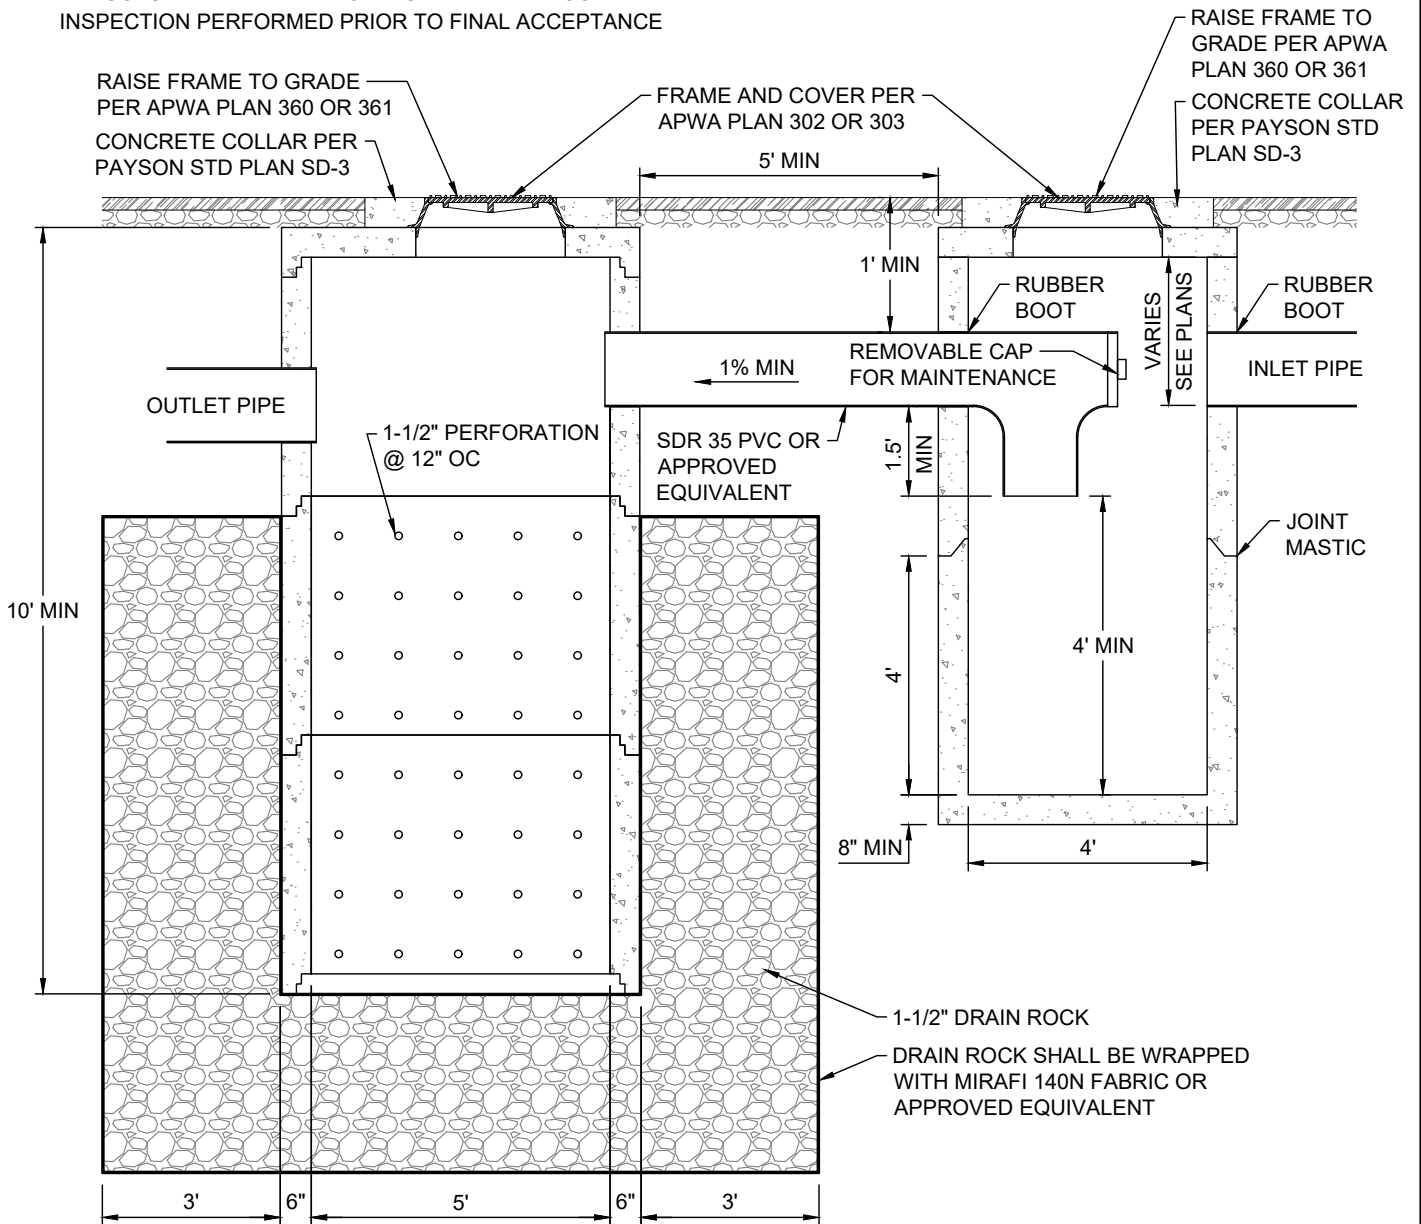 INSPECTION PERFORMED PRIOR TO FINAL ACCEPTANCE
RAISE FRAME TO GRADE
PER APWA PLAN 360 OR 361
CONCRETE COLLAR PER
PAYSON STD PLAN SD-3
FRAME AND COVER PER
APWA PLAN 302 OR 303
RAISE FRAME TO
GRADE PER APWA
PLAN 360 OR 361
CONCRETE COLLAR
PER PAYSON STD
PLAN SD-3
5' MIN
1' MIN
RUBBER
BOOT
VARIES
SEE PLANS
RUBBER
BOOT
OUTLET PIPE
1% MIN
REMOVABLE CAP
FOR MAINTENANCE
INLET PIPE
1-1/2" PERFORATION
@ 12" OC
SDR 35 PVC OR
APPROVED
EQUIVALENT
1.5'
MIN
JOINT
MASTIC
10' MIN
4'
4' MIN
8" MIN
4'
1-1/2" DRAIN ROCK
DRAIN ROCK SHALL BE WRAPPED
WITH MIRAFI 140N FABRIC OR
APPROVED EQUIVALENT
3'
6"
5'
6"
3'